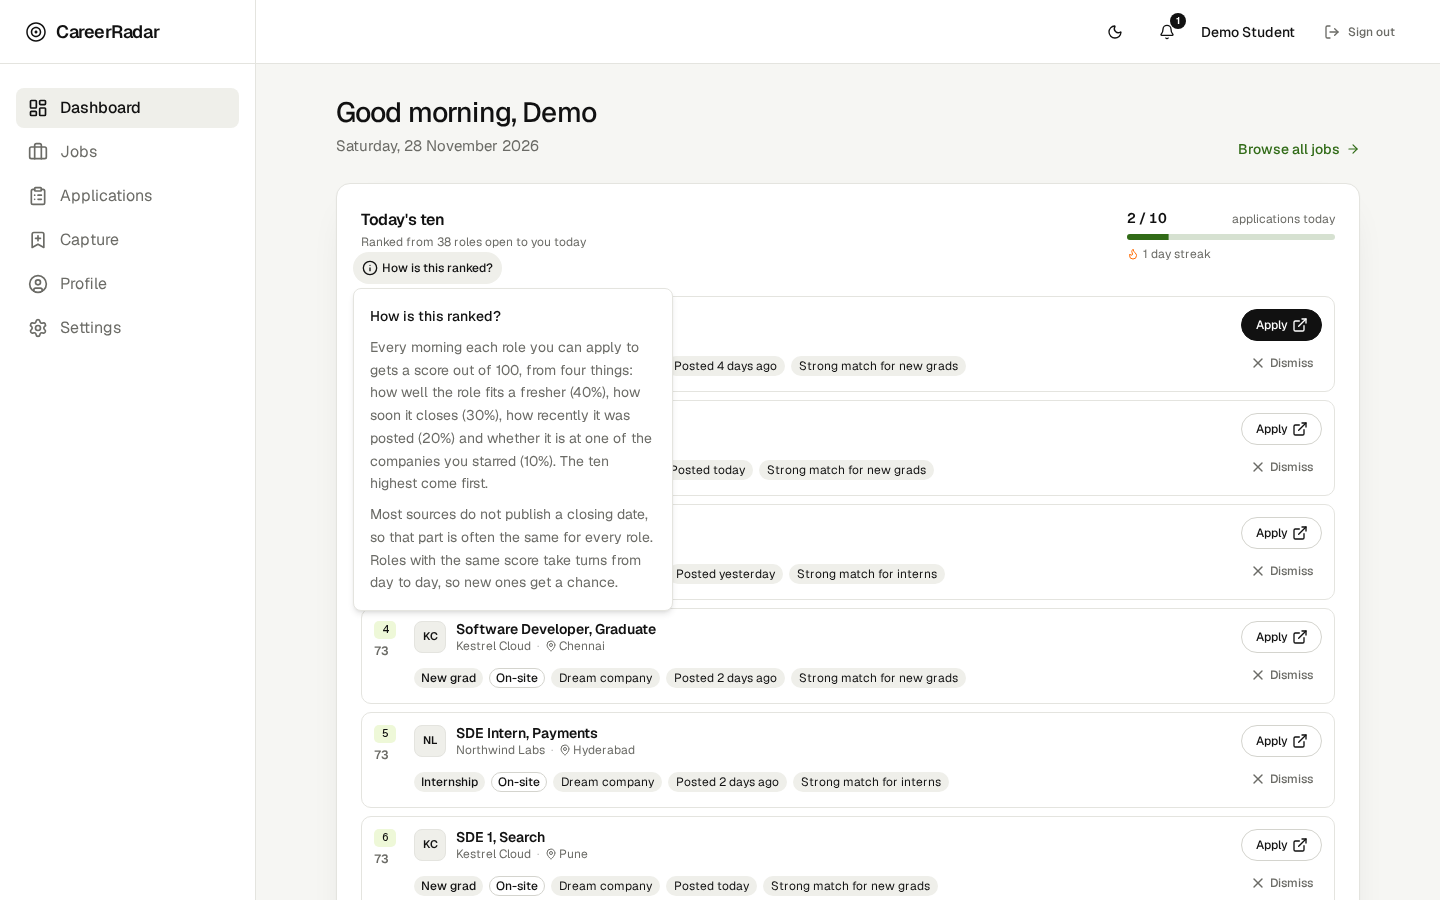 CareerRadar
1
Demo Student
Sign out
Dashboard
Jobs
Applications
Capture
Profile
Settings
Good morning, Demo
Saturday, 28 November 2026
Browse all jobs
Today's ten
Ranked from 38 roles open to you today
How is this ranked?
2 / 10
applications today
1 day streak
How is this ranked?
Every morning each role you can apply to
gets a score out of 100, from four things:
how well the role fits a fresher (40%), how
soon it closes (30%), how recently it was
posted (20%) and whether it is at one of the
companies you starred (10%). The ten
highest come first.
Most sources do not publish a closing date,
so that part is often the same for every role.
Roles with the same score take turns from
day to day, so new ones get a chance.
Posted 4 days ago
Strong match for new grads
Apply
Dismiss
Posted today
Strong match for new grads
Apply
Dismiss
Posted yesterday
Strong match for interns
Apply
Dismiss
4
73
KC
Software Developer, Graduate
Kestrel Cloud · Chennai
New grad
On-site
Dream company
Posted 2 days ago
Strong match for new grads
Apply
Dismiss
5
73
NL
SDE Intern, Payments
Northwind Labs · Hyderabad
Internship
On-site
Dream company
Posted 2 days ago
Strong match for interns
Apply
Dismiss
6
73
KC
SDE 1, Search
Kestrel Cloud · Pune
New grad
On-site
Dream company
Posted today
Strong match for new grads
Apply
Dismiss